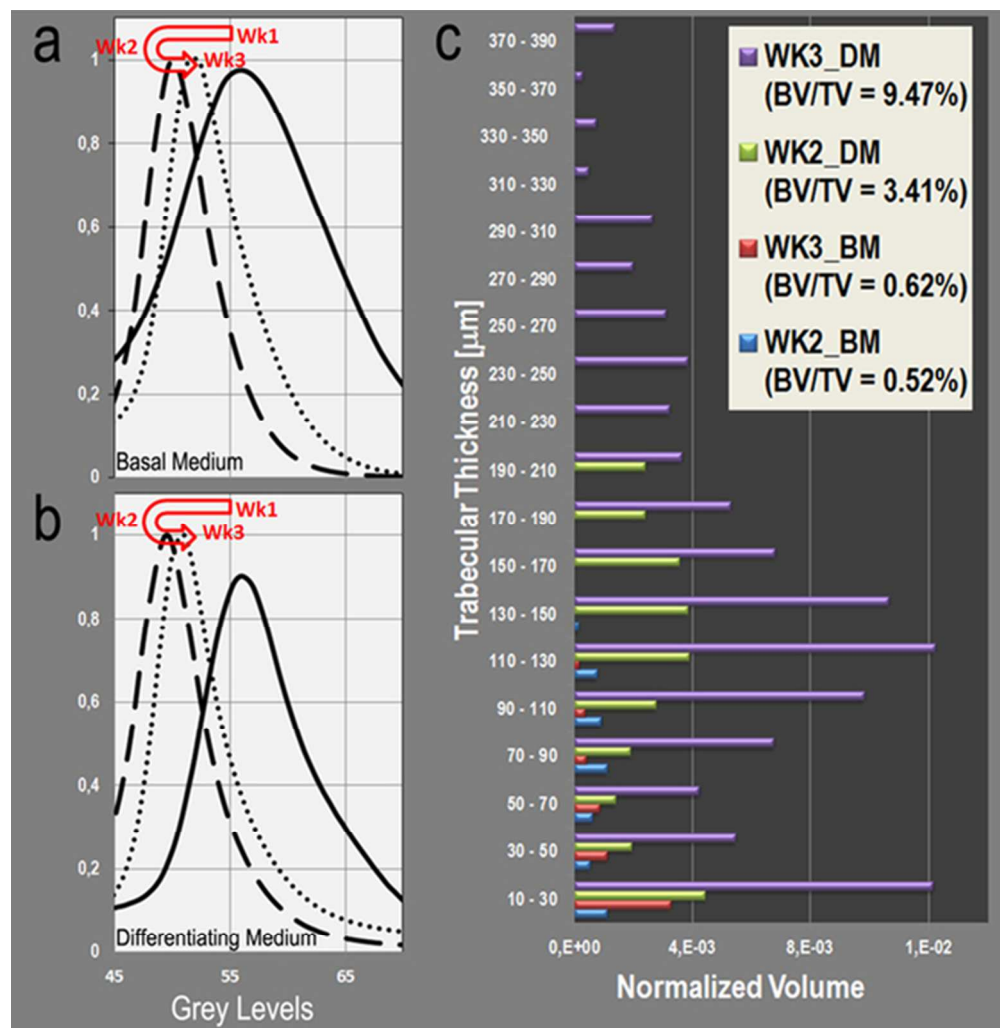 a
Wk1
Wk2
Wk3
1
0,8
0,6
0,4
0,2
0
Basal Medium
b
Wk1
Wk2
Wk3
1
0,8
0,6
0,4
0,2
0
Differentiating Medium
45 55 65
Grey Levels
c
Trabecular Thickness [μm]
370 - 390
350 - 370
330 - 350
310 - 330
290 - 310
270 - 290
250 - 270
230 - 250
210 - 230
190 - 210
170 - 190
150 - 170
130 - 150
110 - 130
90 - 110
70 - 90
50 - 70
30 - 50
10 - 30
0,E+00 4,E-03 8,E-03 1,E-02
Normalized Volume
WK3_DM
(BV/TV = 9.47%)
WK2_DM
(BV/TV = 3.41%)
WK3_BM
(BV/TV = 0.62%)
WK2_BM
(BV/TV = 0.52%)